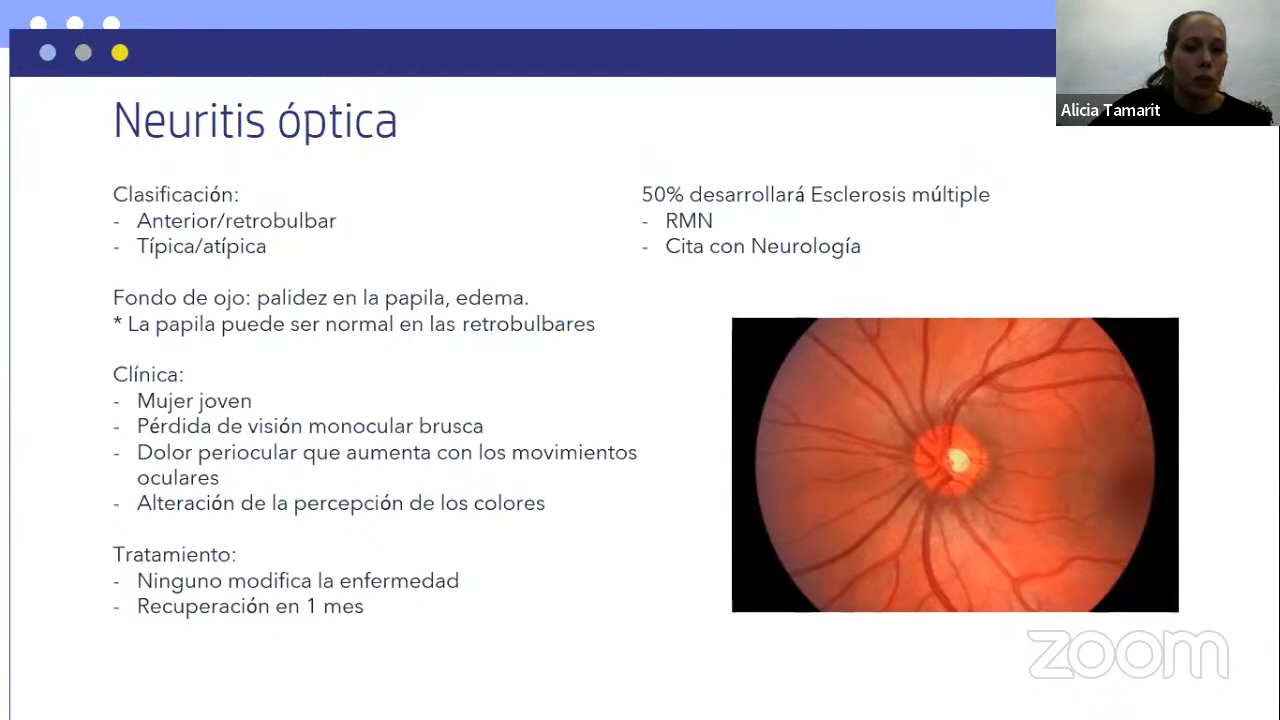 Alicia Tamarit
Neuritis óptica
Clasificación:
- Anterior/retrobulbar
- Típica/atípica
Fondo de ojo: palidez en la papila, edema.
* La papila puede ser normal en las retrobulbares
Clínica:
- Mujer joven
- Pérdida de visión monocular brusca
- Dolor periocular que aumenta con los movimientos
oculares
- Alteración de la percepción de los colores
Tratamiento:
- Ninguno modifica la enfermedad
- Recuperación en 1 mes
50% desarrollará Esclerosis múltiple
- RMN
- Cita con Neurología
zoom